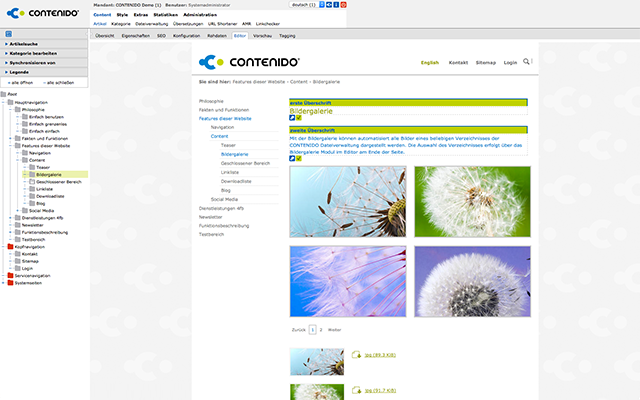 CONTENIDO
Mandant: CONTENIDO Demo (1) Benutzer: Systemadministrator
deutsch (1)
Content Style Extras Statistiken Administration
Artikel Kategorie Dateiverwaltung Übersetzungen URL Shortener AMR Linkchecker
Übersicht Eigenschaften SEO Konfiguration Rohdaten Editor Vorschau Tagging
Artikelsuche
Kategorie bearbeiten
Synchronisieren von
Legende
alle öffnen alle schließen
Root
Hauptnavigation
Philosophie
Einfach benutzen
Einfach grenzenlos
Einfach einfach
Fakten und Funktionen
Features dieser Website
Navigation
Content
Teaser
Bildergalerie
Geschlossener Bereich
Linkliste
Downloadliste
Blog
Social Media
Dienstleistungen 4fb
Newsletter
Funktionsbeschreibung
Textbereich
Kopfnavigation
Kontakt
Sitemap
Login
Servicenavigation
Systemseiten
CONTENIDO
English Kontakt Sitemap Login
Sie sind hier: Features dieser Website - Content - Bildergalerie
Philosophie
Fakten und Funktionen
Features dieser Website
Navigation
Content
Teaser
Bildergalerie
Geschlossener Bereich
Linkliste
Downloadliste
Blog
Social Media
Dienstleistungen 4fb
Newsletter
Funktionsbeschreibung
Textbereich
erste Überschrift
Bildergalerie
zweite Überschrift
Mit der Bildergalerie können automatisiert alle Bilder eines beliebigen Verzeichnisses der
CONTENIDO Dateiverwaltung dargestellt werden. Die Auswahl des Verzeichnisses erfolgt über das
Bildergalerie Modul im Editor am Ende der Seite.
Zurück 1 2 Weiter
jpg (89,3 KiB)
jpg (91,7 KiB)